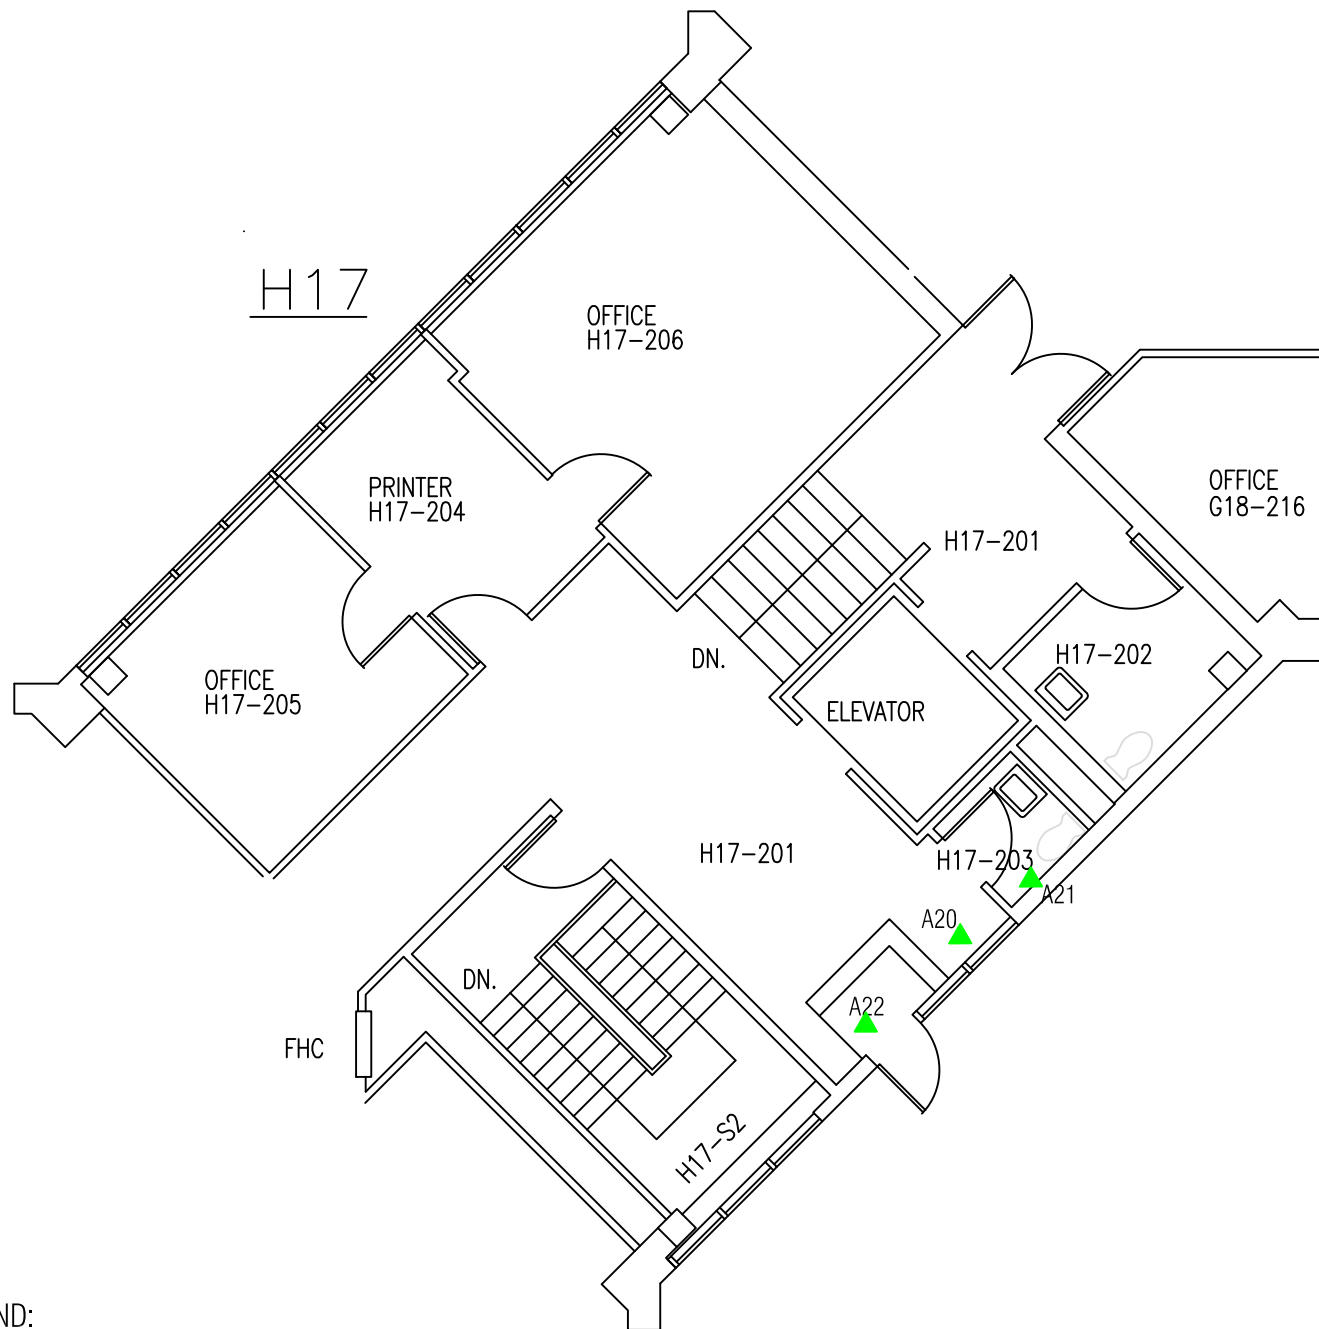 H17
OFFICE
H17-206
PRINTER
H17-204
OFFICE
G18-216
H17-201
H17-202
DN.
OFFICE
H17-205
ELEVATOR
H17-201
H17-203
A21
A20
DN.
A22
FHC
H17-S2
ND: